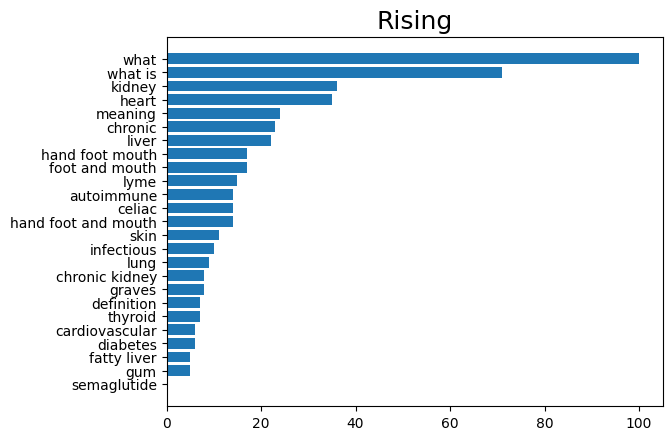 Rising
what
what is
kidney
heart
meaning
chronic
liver
hand foot mouth
foot and mouth
lyme
autoimmune
celiac
hand foot and mouth
skin
infectious
lung
chronic kidney
graves
definition
thyroid
cardiovascular
diabetes
fatty liver
gum
semaglutide
0 20 40 60 80 100